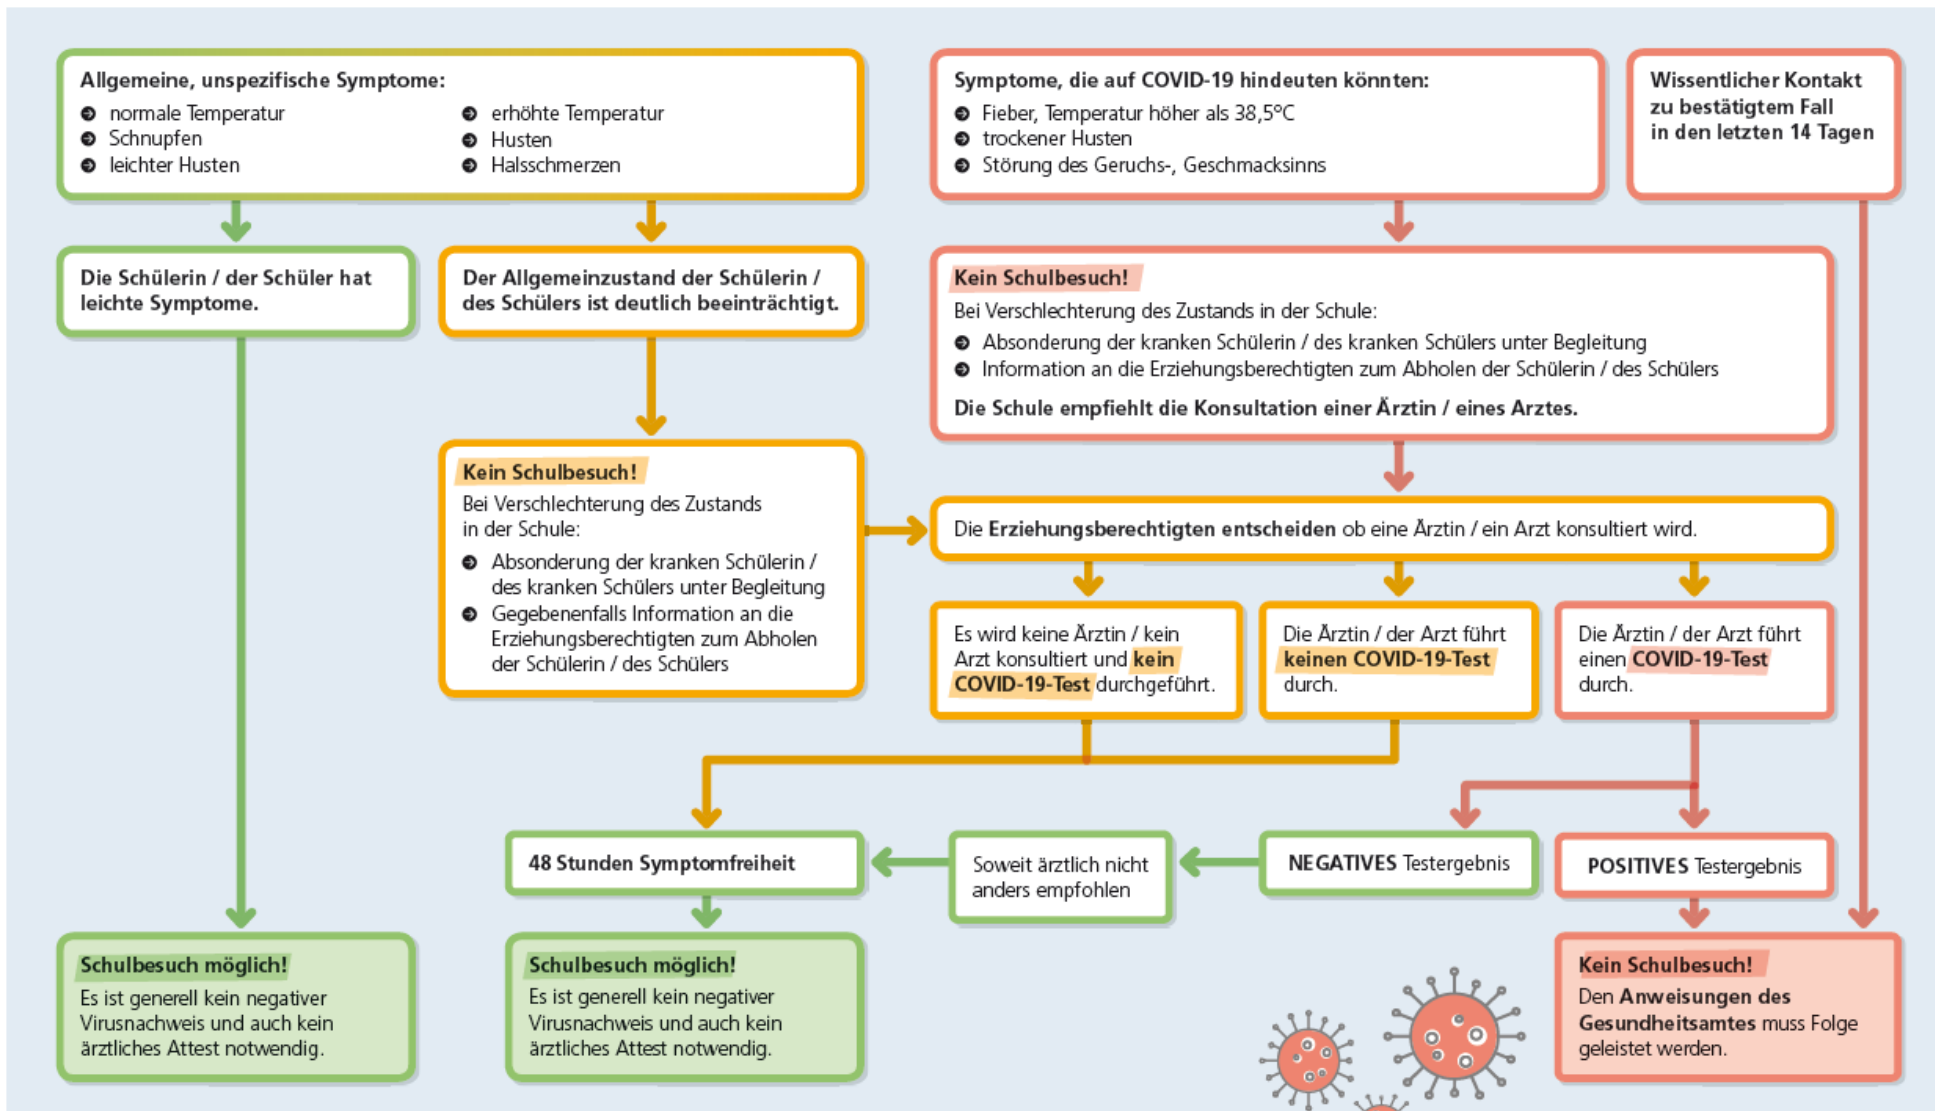 Allgemeine, unspezifische Symptome:
normale Temperatur
Schnupfen
leichter Husten
erhöhte Temperatur
Husten
Halsschmerzen
Symptome, die auf COVID-19 hindeuten könnten:
Fieber, Temperatur höher als 38,5°C
trockener Husten
Störung des Geruchs-, Geschmacksinns
Wissentlicher Kontakt
zu bestätigtem Fall
in den letzten 14 Tagen
Die Schülerin / der Schüler hat
leichte Symptome.
Der Allgemeinzustand der Schülerin /
des Schülers ist deutlich beeinträchtigt.
Kein Schulbesuch!
Bei Verschlechterung des Zustands in der Schule:
Absonderung der kranken Schülerin / des kranken Schülers unter Begleitung
Information an die Erziehungsberechtigten zum Abholen der Schülerin / des Schülers
Die Schule empfiehlt die Konsultation einer Ärztin / eines Arztes.
Kein Schulbesuch!
Bei Verschlechterung des Zustands
in der Schule:
Absonderung der kranken Schülerin /
des kranken Schülers unter Begleitung
Gegebenenfalls Information an die
Erziehungsberechtigten zum Abholen
der Schülerin / des Schülers
Die Erziehungsberechtigten entscheiden ob eine Ärztin / ein Arzt konsultiert wird.
Es wird keine Ärztin / kein
Arzt konsultiert und kein
COVID-19-Test durchgeführt.
Die Ärztin / der Arzt führt
keinen COVID-19-Test
durch.
Die Ärztin / der Arzt führt
einen COVID-19-Test
durch.
48 Stunden Symptomfreiheit
Soweit ärztlich nicht
anders empfohlen
NEGATIVES Testergebnis
POSITIVES Testergebnis
Schulbesuch möglich!
Es ist generell kein negativer
Virusnachweis und auch kein
ärztliches Attest notwendig.
Schulbesuch möglich!
Es ist generell kein negativer
Virusnachweis und auch kein
ärztliches Attest notwendig.
Kein Schulbesuch!
Den Anweisungen des
Gesundheitsamtes muss Folge
geleistet werden.